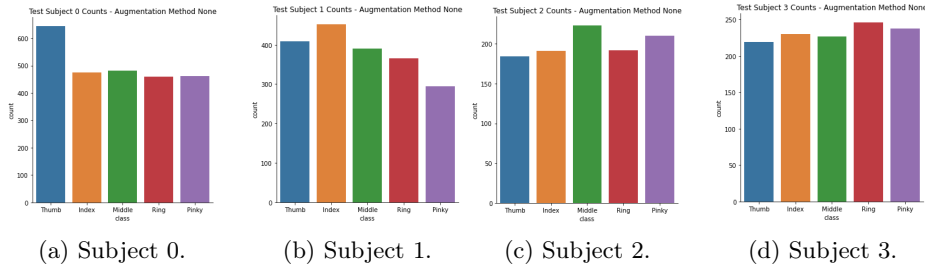 Test Subject 0 Counts - Augmentation Method None
600
500
400
300
200
100
0
count
Thumb Index Middle Ring Pinky
class
(a) Subject 0.
Test Subject 1 Counts - Augmentation Method None
400
300
200
100
0
count
Thumb Index Middle Ring Pinky
class
(b) Subject 1.
Test Subject 2 Counts - Augmentation Method None
200
150
100
50
0
count
Thumb Index Middle Ring Pinky
class
(c) Subject 2.
Test Subject 3 Counts - Augmentation Method None
250
200
150
100
50
0
count
Thumb Index Middle Ring Pinky
class
(d) Subject 3.